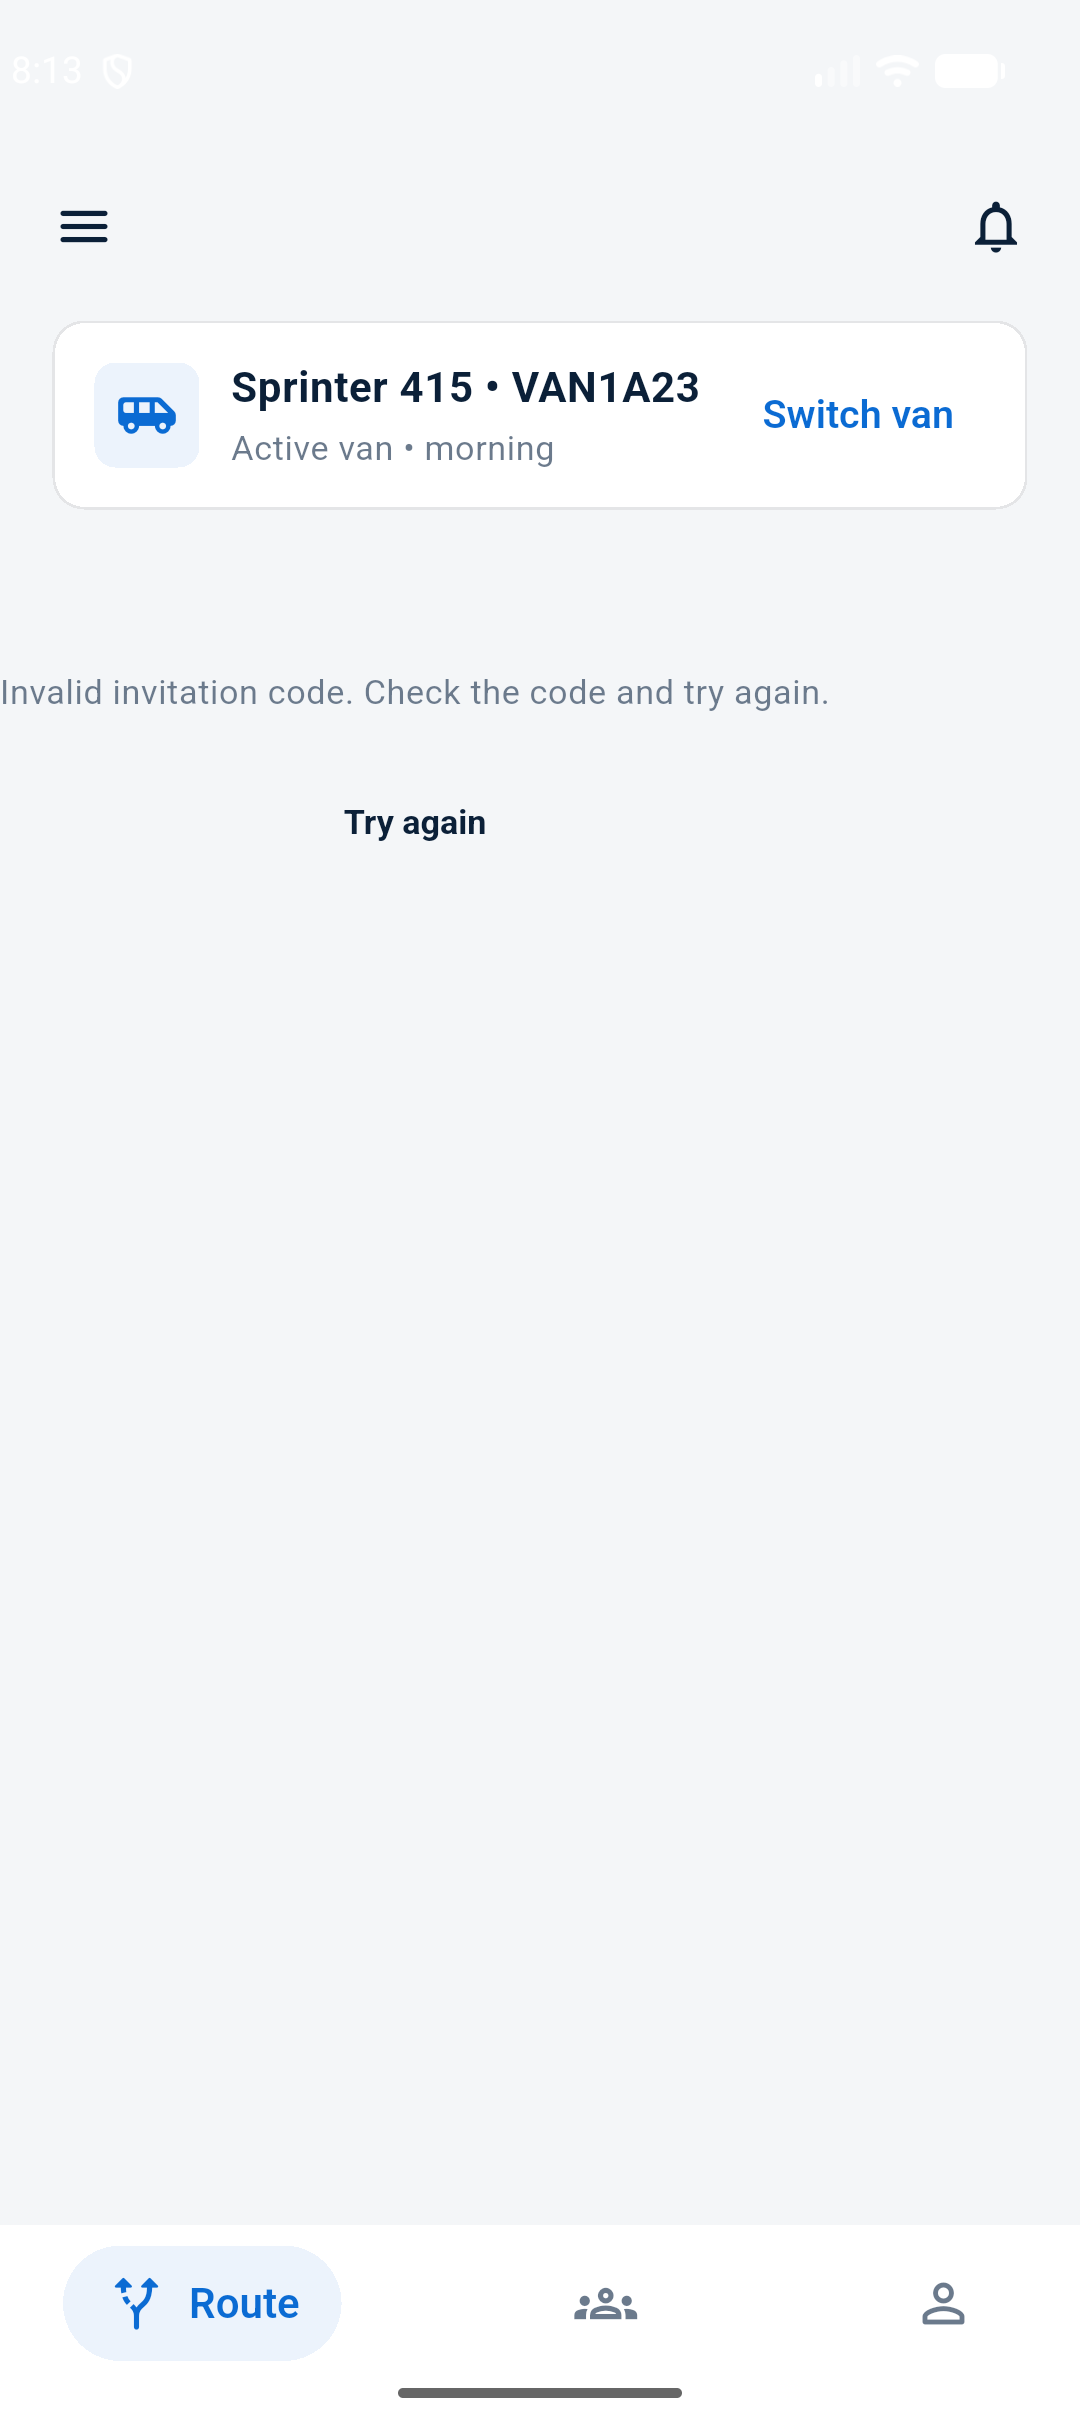 8:13
Sprinter 415 • VAN1A23
Active van • morning
Switch van
Invalid invitation code. Check the code and try again.
Try again
Route